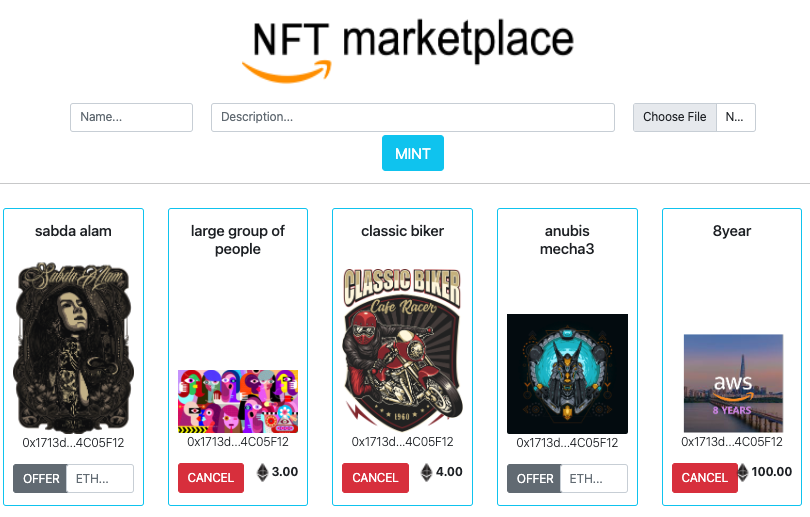 NFT marketplace
Name...
Description...
Choose File
N...
MINT
sabda alam
large group of
people
classic biker
anubis
mecha3
8year
Sabda Alam
CLASSIC BIKER
Cafe Racer
1960
aws
8 YEARS
0x1713d...4C05F12
0x1713d...4C05F12
0x1713d...4C05F12
0x1713d...4C05F12
0x1713d...4C05F12
OFFER
ETH...
CANCEL
3.00
CANCEL
4.00
OFFER
ETH...
CANCEL
100.00